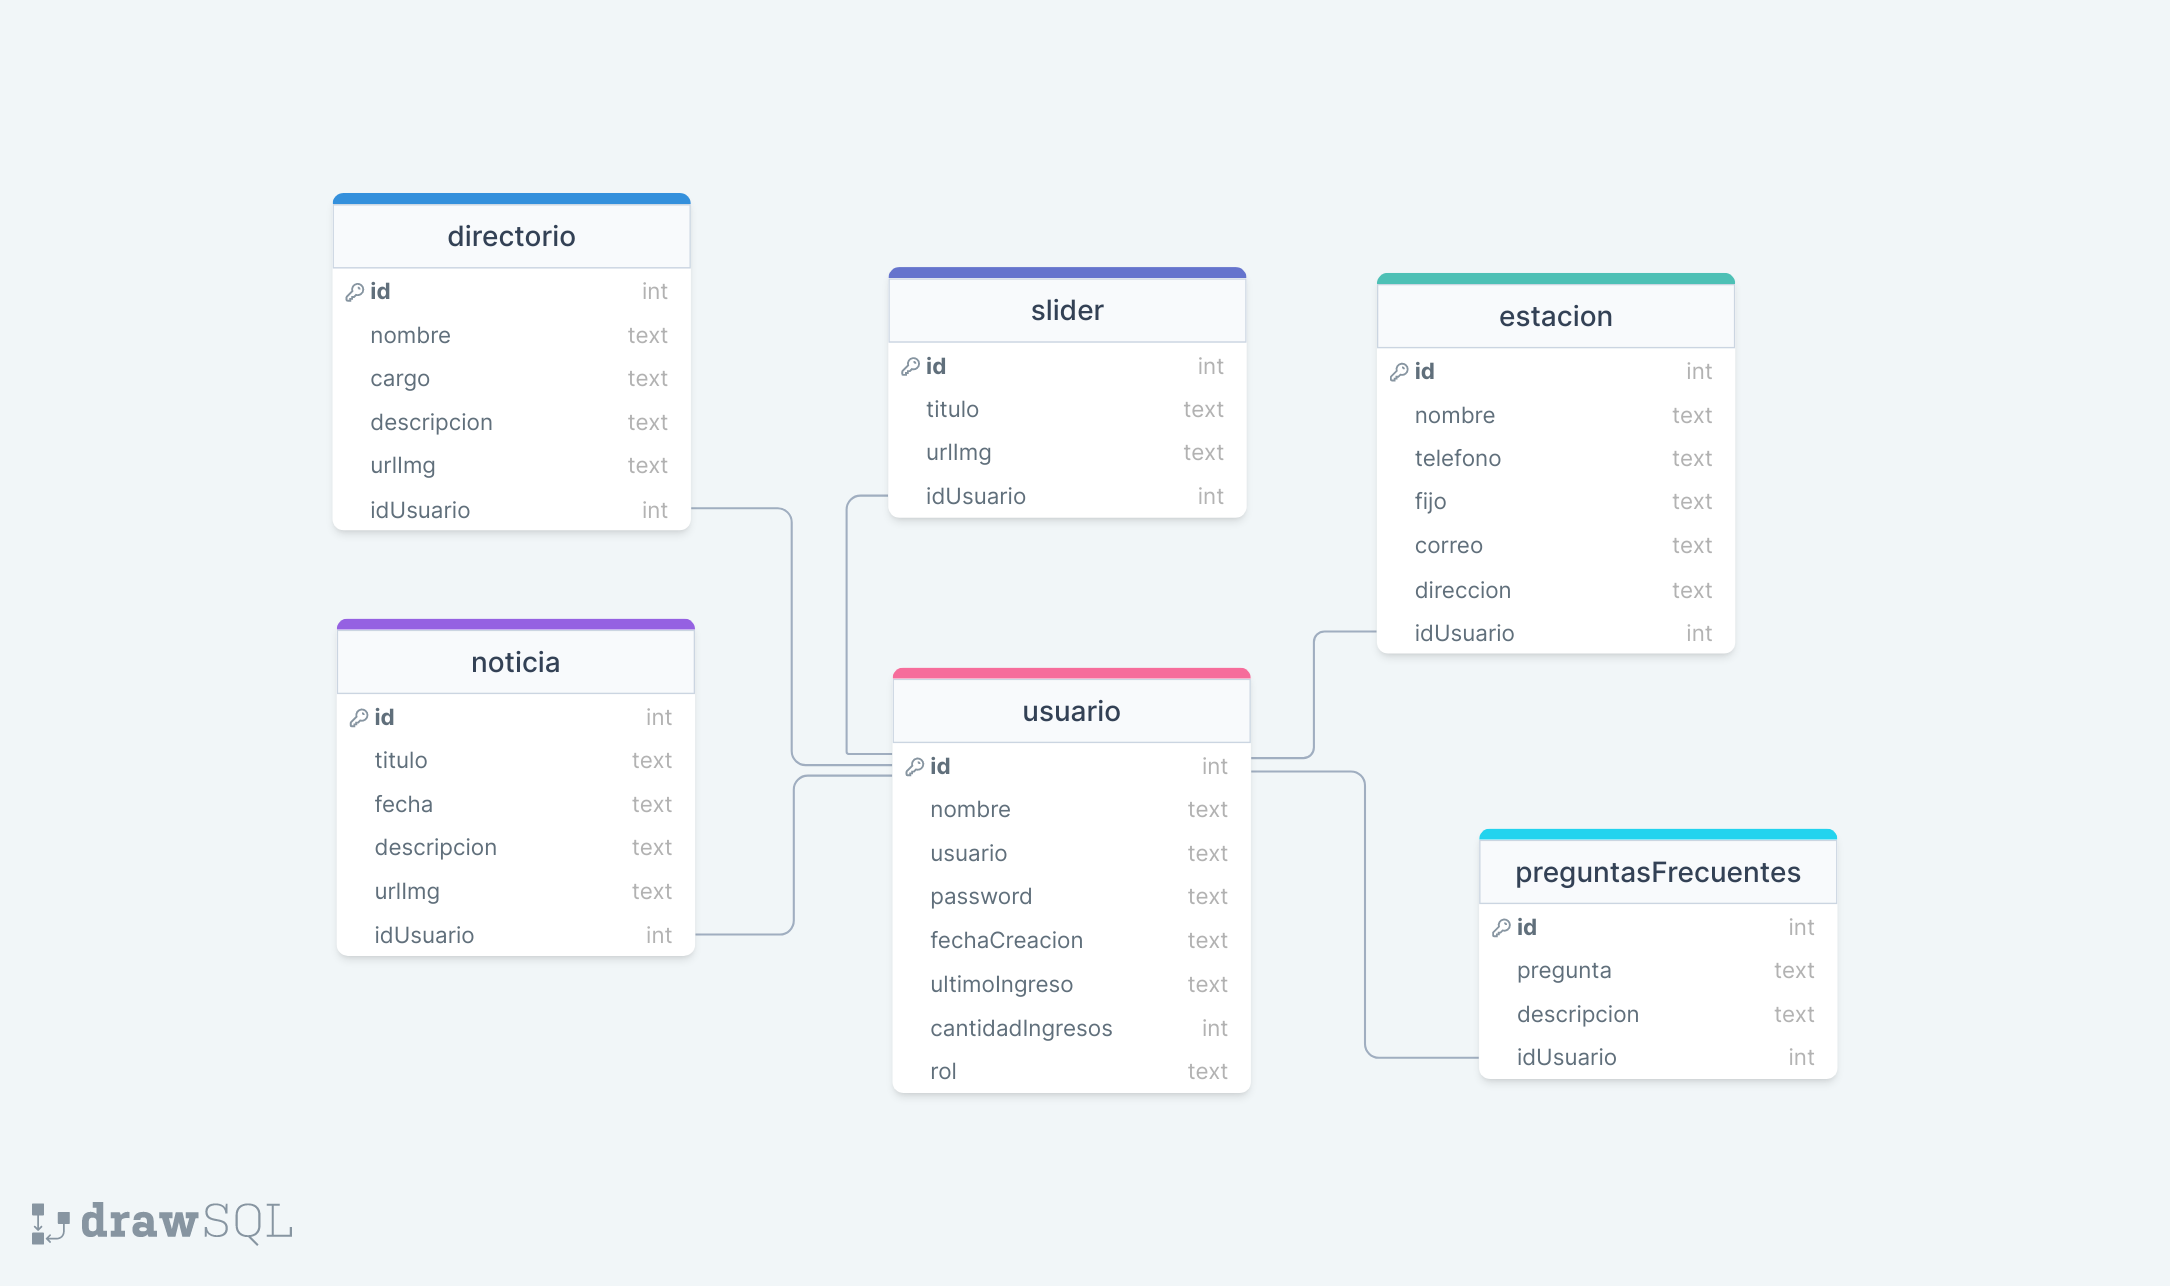 directorio
id int
nombre text
cargo text
descripcion text
urlImg text
idUsuario int
slider
id int
titulo text
urlImg text
idUsuario int
estacion
id int
nombre text
telefono text
fijo text
correo text
direccion text
idUsuario int
noticia
id int
titulo text
fecha text
descripcion text
urlImg text
idUsuario int
usuario
id int
nombre text
usuario text
password text
fechaCreacion text
ultimoIngreso text
cantidadIngresos int
rol text
preguntasFrecuentes
id int
pregunta text
descripcion text
idUsuario int
drawSQL